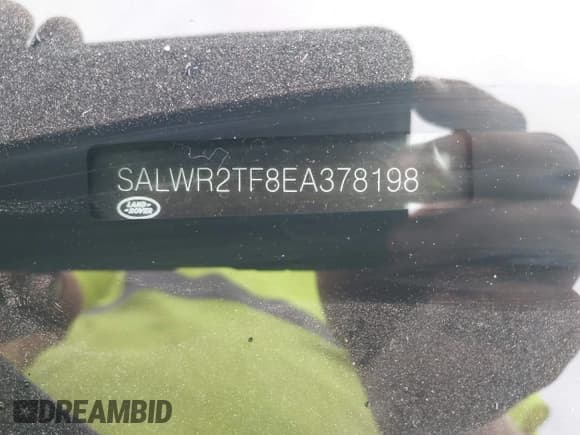 SALWR2TF8EA378198
LAND-
ROVER
DREAMBID